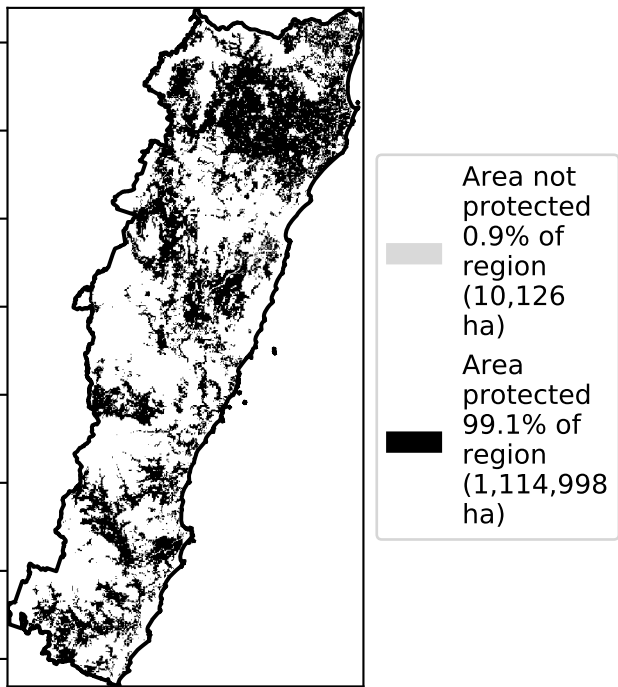 Area not
protected
0.9% of
region
(10,126
ha)
Area
protected
99.1% of
region
(1,114,998
ha)